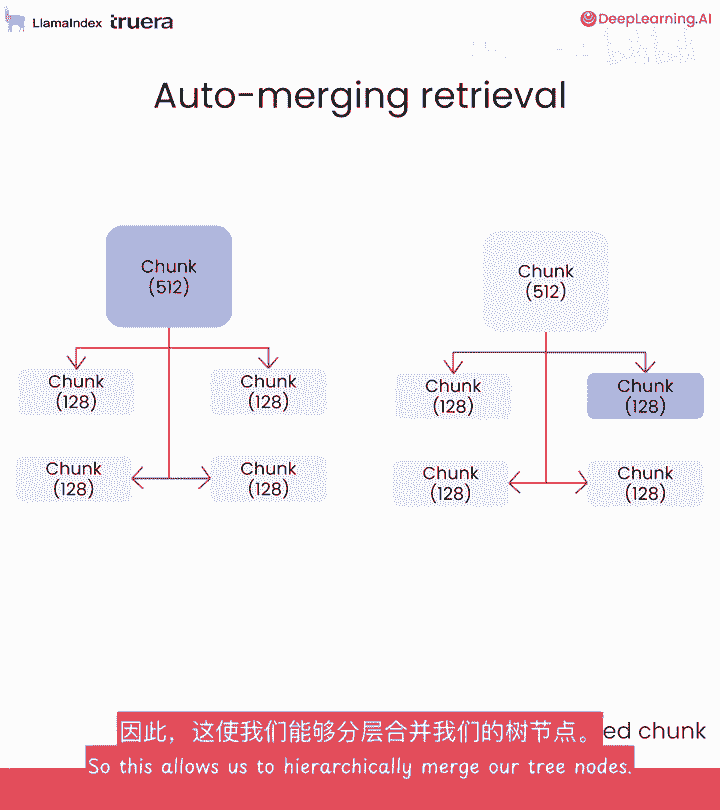 LlamaIndex truera
DeepLearning.AI
Auto-merging retrieval
Chunk
(512)
Chunk
(512)
Chunk
(128)
Chunk
(128)
Chunk
(128)
Chunk
(128)
Chunk
(128)
Chunk
(128)
Chunk
(128)
Chunk
(128)
因此，这使我们能够分层合并我们的树节点。
ed chunk
So this allows us to hierarchically merge our tree nodes.